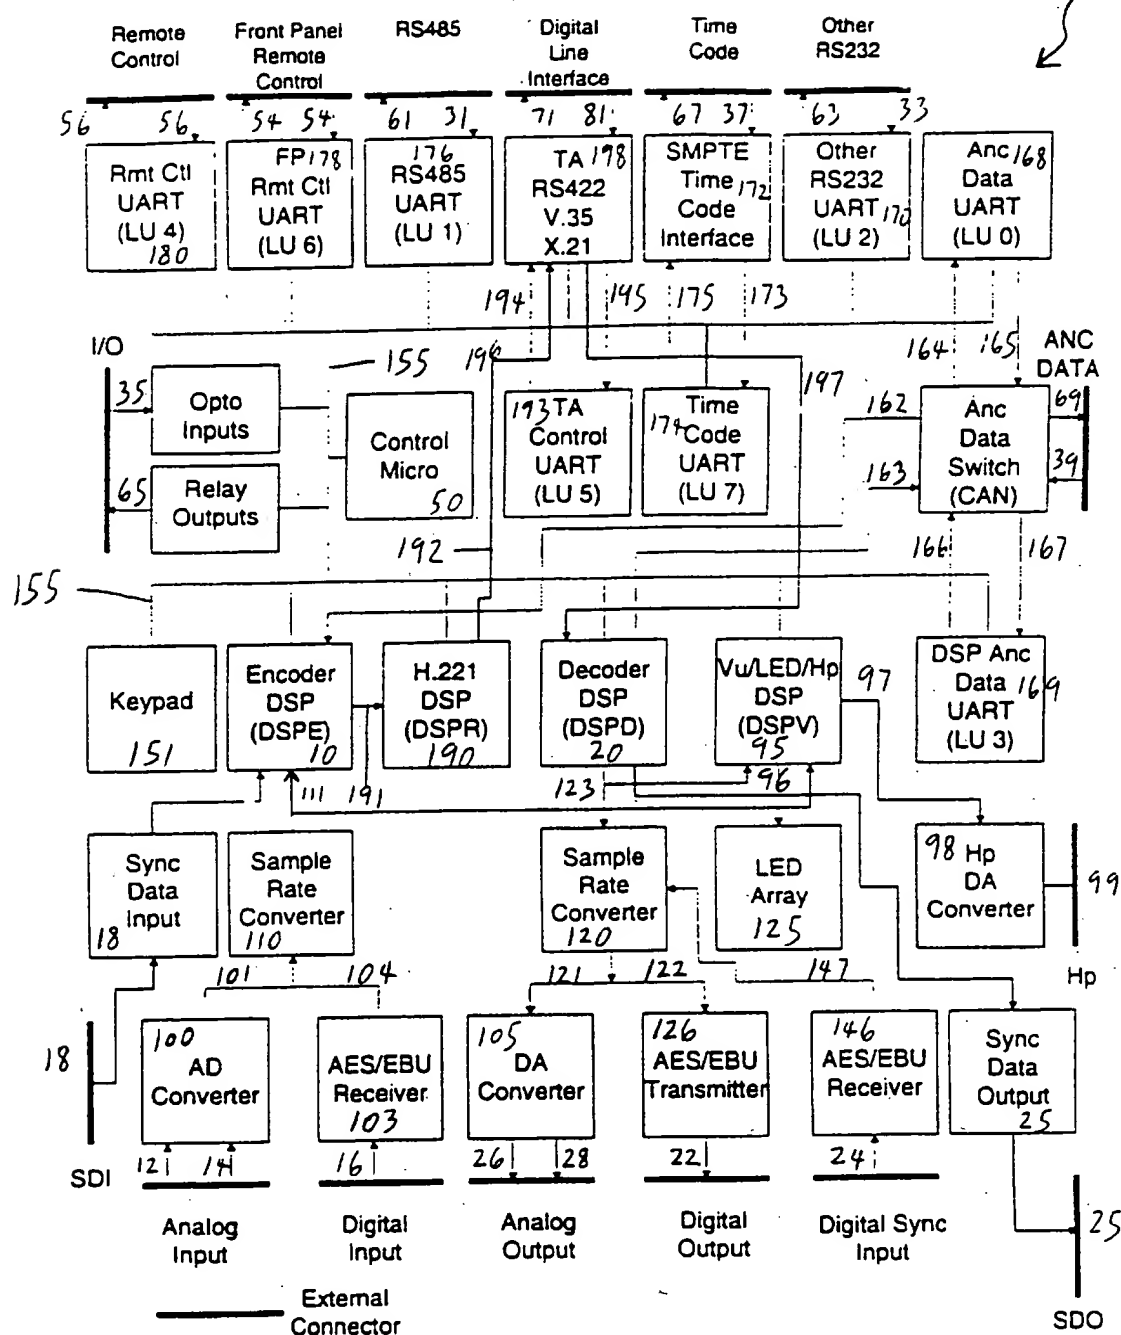 Remote
Control
Front Panel
Remote
Control
RS485
Digital
Line
Interface
Time
Code
Other
RS232
56
56
54
54
61
31
71
81
67
37
63
33
Rmt Ctl
UART
(LU 4)
180
FP 178
Rmt Ctl
UART
(LU 6)
176
RS485
UART
(LU 1)
TA 198
RS422
V.35
X.21
SMPTE
Time 172
Code
Interface
Other
RS232
UART 170
(LU 2)
Anc 168
Data
UART
(LU 0)
194
195
175
173
I/O
155
196
197
164
165
ANC
DATA
35
Opto
Inputs
65
Relay
Outputs
Control
Micro
50
193 TA
Control
UART
(LU 5)
Time
174 Code
UART
(LU 7)
162
163
Anc
Data
Switch
(CAN)
69
39
192
166
167
155
Keypad
151
Encoder
DSP
(DSPE)
10
H.221
DSP
(DSPR)
190
Decoder
DSP
(DSPD)
20
Vu/LED/Hp
DSP
(DSPV)
95
97
DSP Anc
Data 169
UART
(LU 3)
111
191
123
96
Sync
Data
Input
18
Sample
Rate
Converter
110
Sample
Rate
Converter
120
LED
Array
125
98 Hp
DA
Converter
99
Hp
101
104
121
122
147
18
SDI
100
AD
Converter
AES/EBU
Receiver
103
105
DA
Converter
126
AES/EBU
Transmitter
146
AES/EBU
Receiver
Sync
Data
Output
25
12
14
16
26
28
22
24
25
SDO
Analog
Input
Digital
Input
Analog
Output
Digital
Output
Digital Sync
Input
External
Connector